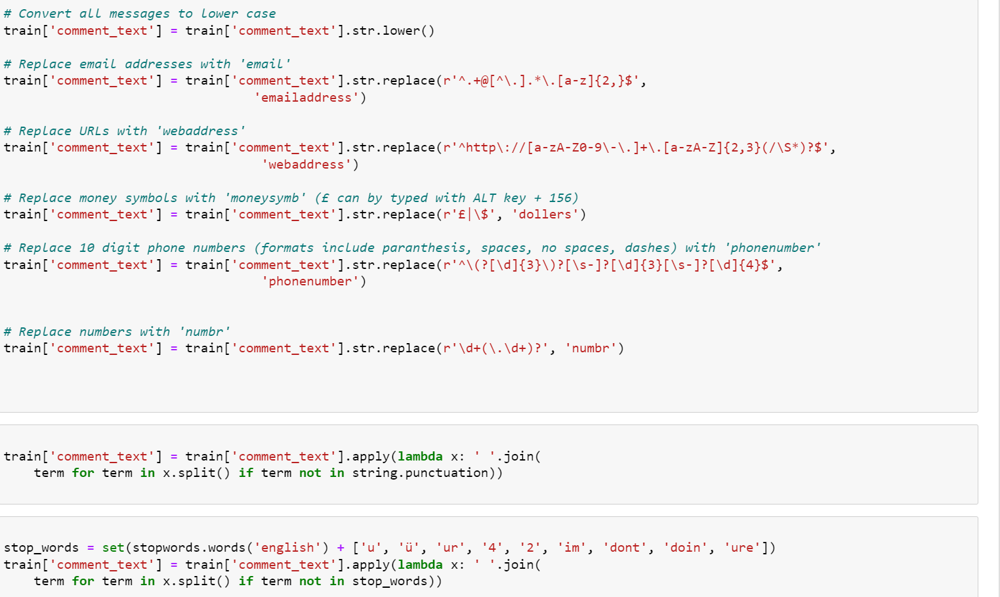 # Convert all messages to lower case
train['comment_text'] = train['comment_text'].str.lower()
# Replace email addresses with 'email'
train['comment_text'] = train['comment_text'].str.replace(r'^.+@[^\.].*\.[a-z]{2,}$',
'emailaddress')
# Replace URLs with 'webaddress'
train['comment_text'] = train['comment_text'].str.replace(r'^http\://[a-zA-Z0-9\-\.]+\.[a-zA-Z]{2,3}(/\S*)?$',
'webaddress')
# Replace money symbols with 'moneysymb' (£ can by typed with ALT key + 156)
train['comment_text'] = train['comment_text'].str.replace(r'£|\$', 'dollers')
# Replace 10 digit phone numbers (formats include paranthesis, spaces, no spaces, dashes) with 'phonenumber'
train['comment_text'] = train['comment_text'].str.replace(r'^\(?[\d]{3}\)?[\s-]?[\d]{3}[\s-]?[\d]{4}$',
'phonenumber')
# Replace numbers with 'numbr'
train['comment_text'] = train['comment_text'].str.replace(r'\d+(\.\d+)?', 'numbr')
train['comment_text'] = train['comment_text'].apply(lambda x: ' '.join(
term for term in x.split() if term not in string.punctuation))
stop_words = set(stopwords.words('english') + ['u', 'ü', 'ur', '4', '2', 'im', 'dont', 'doin', 'ure'])
train['comment_text'] = train['comment_text'].apply(lambda x: ' '.join(
term for term in x.split() if term not in stop_words))